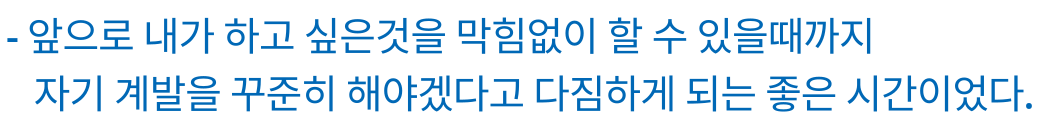 - 앞으로 내가 하고 싶은것을 막힘없이 할 수 있을때까지
자기 계발을 꾸준히 해야겠다고 다짐하게 되는 좋은 시간이었다.